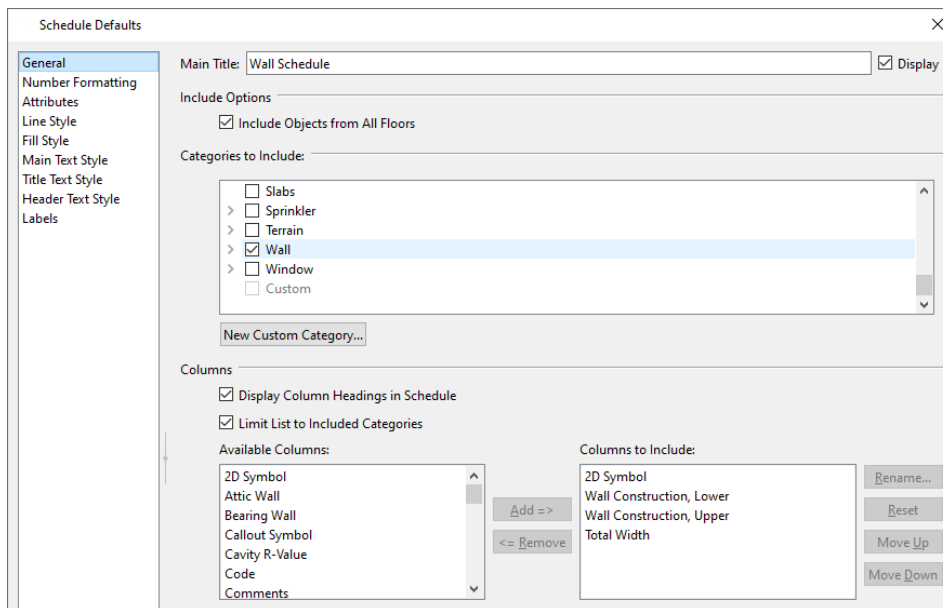 Schedule Defaults
General
Number Formatting
Attributes
Line Style
Fill Style
Main Text Style
Title Text Style
Header Text Style
Labels
Main Title: Wall Schedule Display
Include Options
Include Objects from All Floors
Categories to Include:
Slabs
Sprinkler
Terrain
Wall
Window
Custom
New Custom Category...
Columns
Display Column Headings in Schedule
Limit List to Included Categories
Available Columns:
2D Symbol
Attic Wall
Bearing Wall
Callout Symbol
Cavity R-Value
Code
Comments
Add =>
<= Remove
Columns to Include:
2D Symbol
Wall Construction, Lower
Wall Construction, Upper
Total Width
Rename...
Reset
Move Up
Move Down